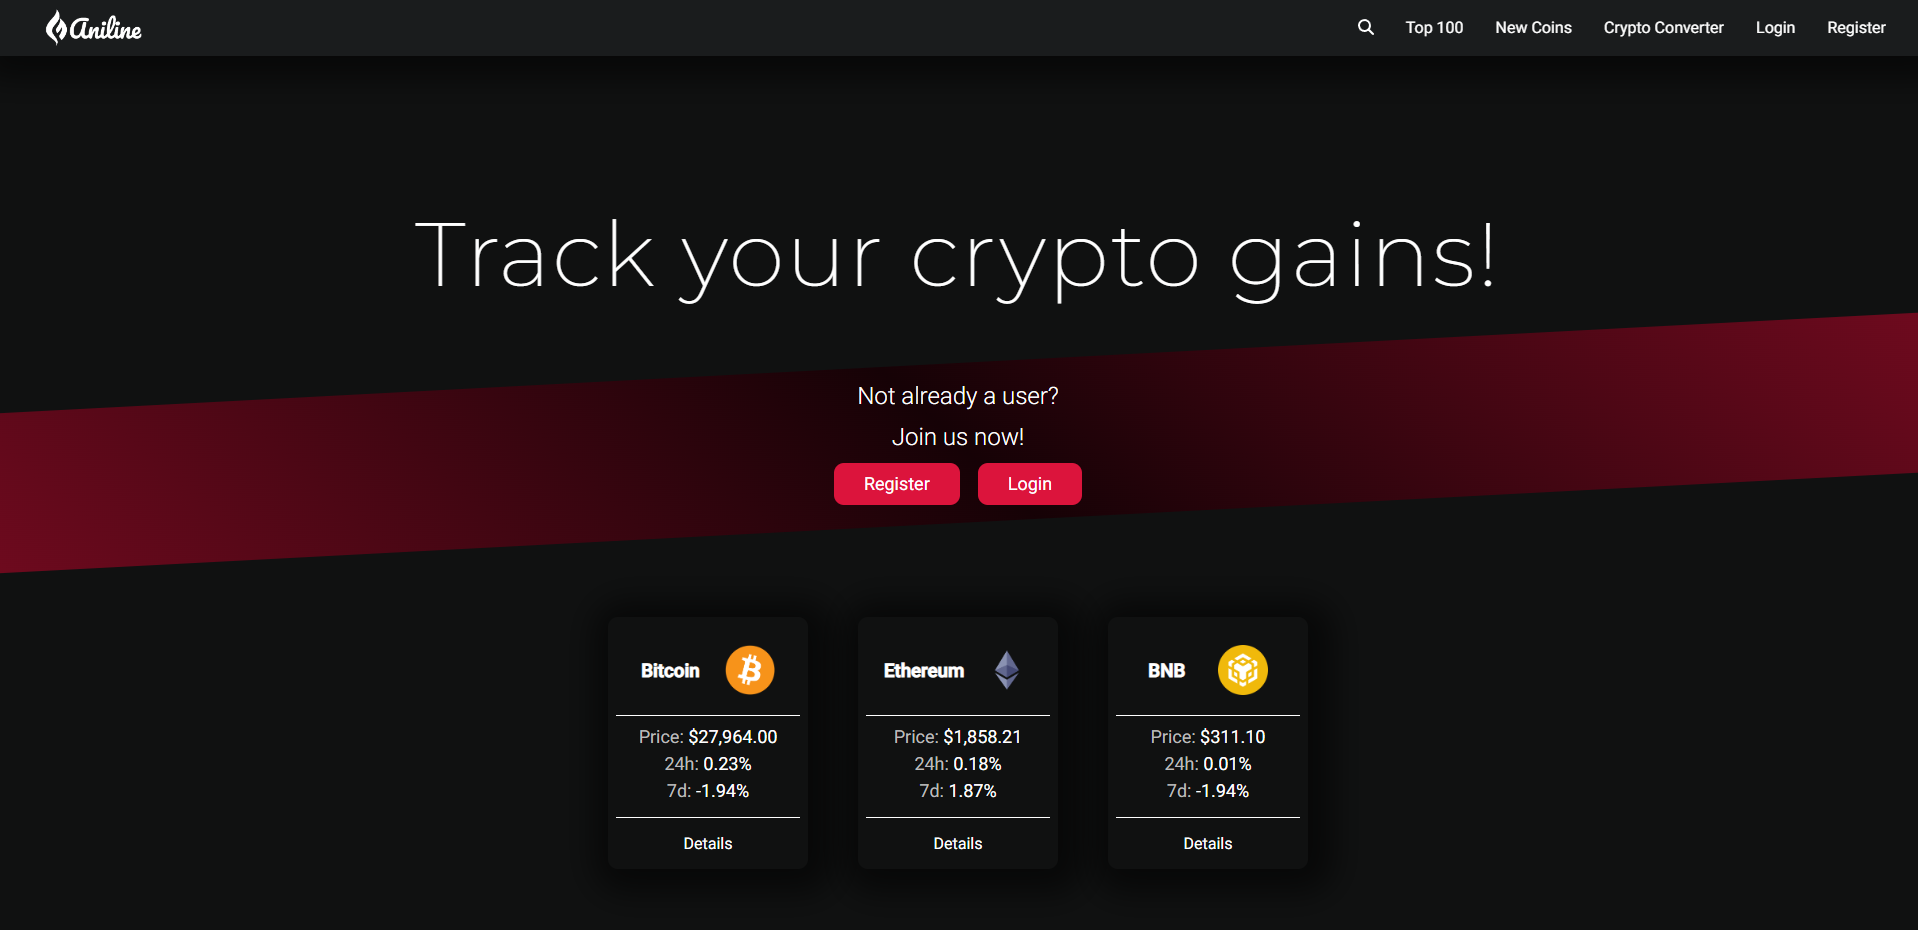 Aniline
Top 100 New Coins Crypto Converter Login Register
Track your crypto gains!
Not already a user?
Join us now!
Register Login
Bitcoin
Price: $27,964.00
24h: 0.23%
7d: -1.94%
Details
Ethereum
Price: $1,858.21
24h: 0.18%
7d: 1.87%
Details
BNB
Price: $311.10
24h: 0.01%
7d: -1.94%
Details